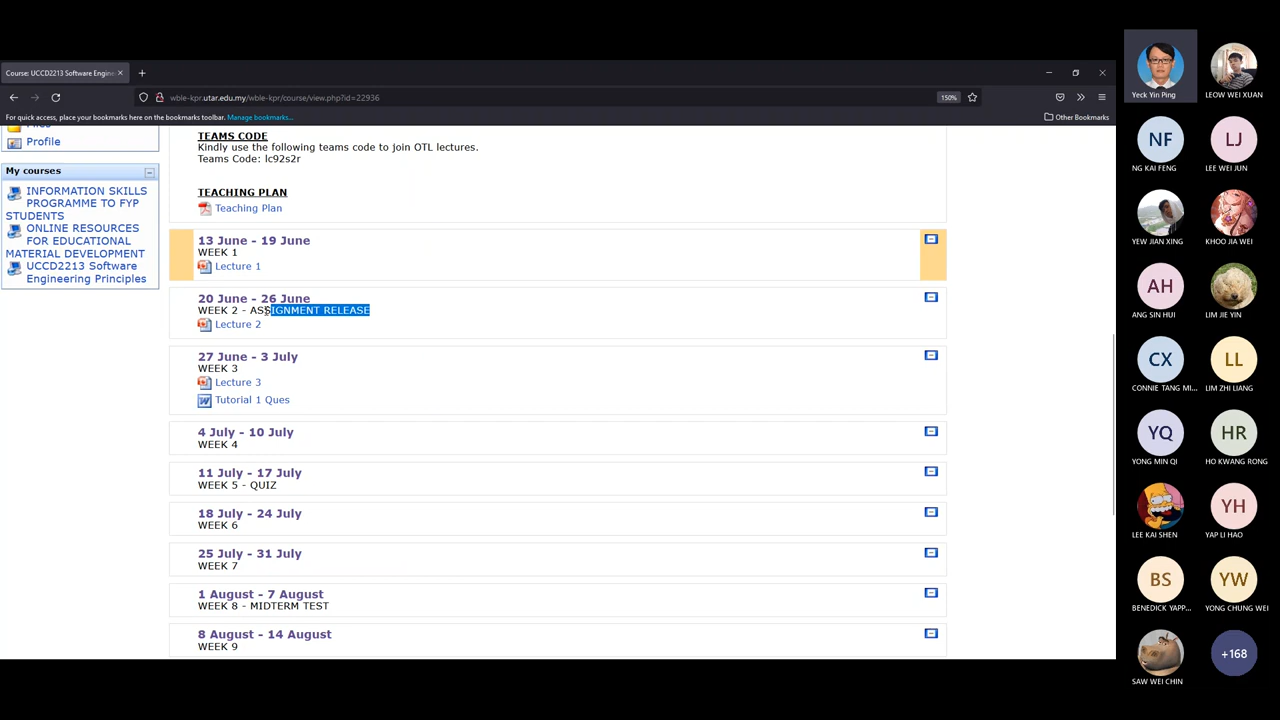 Course: UCCD2213 Software Engine
wble-kpr.utar.edu.my/wble-kpr/course/view.php?id=22936
150%
For quick access, place your bookmarks here on the bookmarks toolbar. Manage bookmarks...
Other Bookmarks
Profile
My courses
INFORMATION SKILLS
PROGRAMME TO FYP
STUDENTS
ONLINE RESOURCES
FOR EDUCATIONAL
MATERIAL DEVELOPMENT
UCCD2213 Software
Engineering Principles
TEAMS CODE
Kindly use the following teams code to join OTL lectures.
Teams Code: lc92s2r
TEACHING PLAN
Teaching Plan
13 June - 19 June
WEEK 1
Lecture 1
20 June - 26 June
WEEK 2 - ASSIGNMENT RELEASE
Lecture 2
27 June - 3 July
WEEK 3
Lecture 3
Tutorial 1 Ques
4 July - 10 July
WEEK 4
11 July - 17 July
WEEK 5 - QUIZ
18 July - 24 July
WEEK 6
25 July - 31 July
WEEK 7
1 August - 7 August
WEEK 8 - MIDTERM TEST
8 August - 14 August
WEEK 9
Yeck Yin Ping
LEOW WEI XUAN
NF
NG KAI FENG
LJ
LEE WEI JUN
YEW JIAN XING
KHOO JIA WEI
AH
ANG SIN HUI
LIM JIE YIN
CX
CONNIE TANG MI...
LL
LIM ZHI LIANG
YQ
YONG MIN QI
HR
HO KWANG RONG
LEE KAI SHEN
YH
YAP LI HAO
BS
BENEDICK YAPP...
YW
YONG CHUNG WEI
SAW WEI CHIN
+168